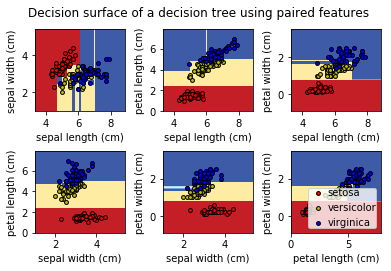 Decision surface of a decision tree using paired features
sepal width (cm)
4
2
4
6
8
sepal length (cm)
petal length (cm)
6
4
2
0
4
6
8
sepal length (cm)
petal width (cm)
2
0
4
6
8
sepal length (cm)
petal length (cm)
6
4
2
0
2
4
sepal width (cm)
petal width (cm)
2
0
2
4
sepal width (cm)
petal width (cm)
2
0
0
5
petal length (cm)
setosa
versicolor
virginica